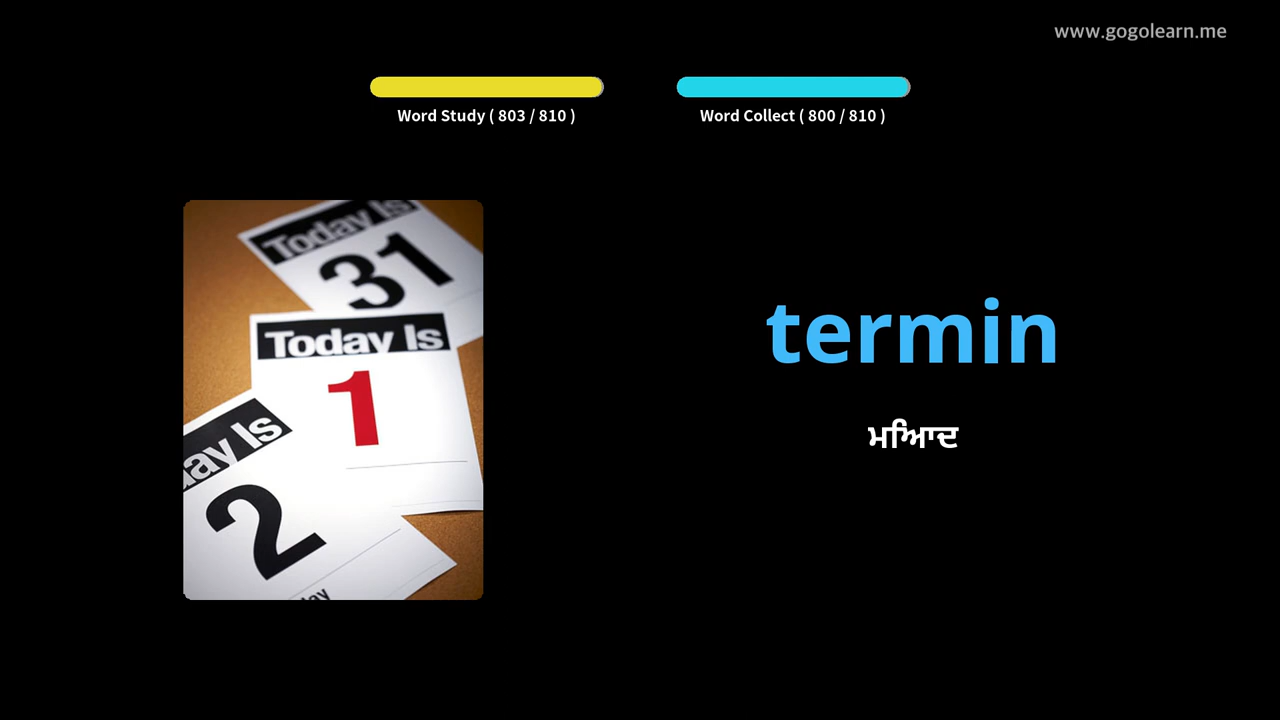 www.gogolearn.me
Word Study ( 803 / 810 )
Word Collect ( 800 / 810 )
Today Is
31
Today Is
1
ay Is
2
ay
termin
ਮਿਆਦ